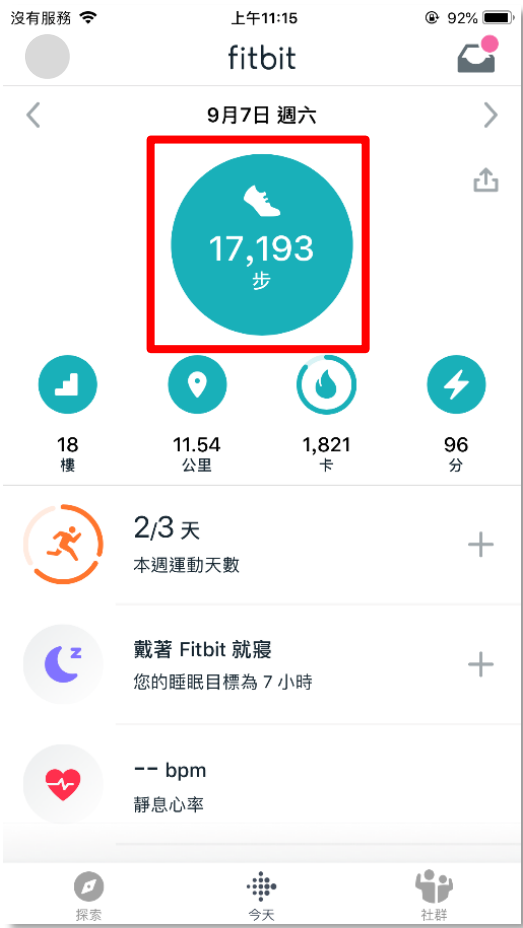 沒有服務 上午11:15 92%
fitbit
9月7日 週六
17,193
步
18 11.54 1,821 96
樓 公里 卡 分
2/3 天
本週運動天數
戴著 Fitbit 就寢
您的睡眠目標為 7 小時
-- bpm
靜息心率
探索 今天 社群